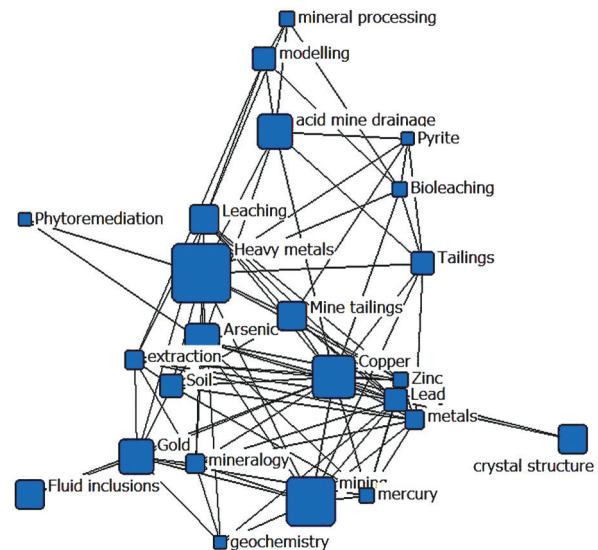 mineral processing
modelling
acid mine drainage
Pyrite
Bioleaching
Leaching
Phytoremediation
Heavy metals
Tailings
Mine tailings
Arsenic
extraction
Copper
Soil
Zinc
Lead
metals
Gold
mineralogy
crystal structure
Fluid inclusions
mining
mercury
geochemistry